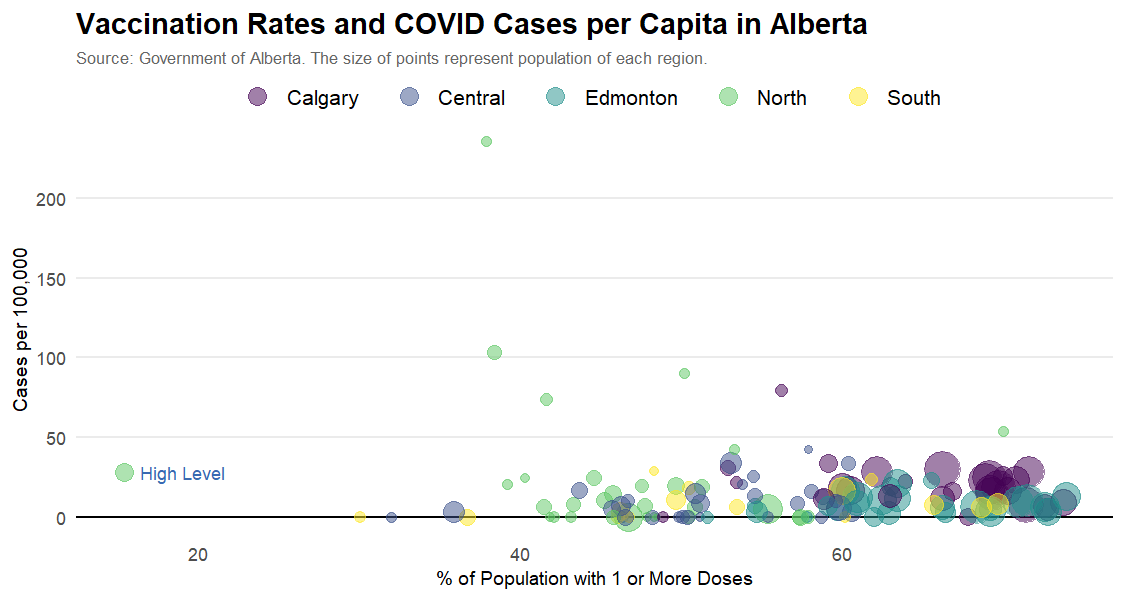 Vaccination Rates and COVID Cases per Capita in Alberta
Source: Government of Alberta. The size of points represent population of each region.
Calgary Central Edmonton North South
200
150
100
50
0
Cases per 100,000
High Level
20 40 60
% of Population with 1 or More Doses